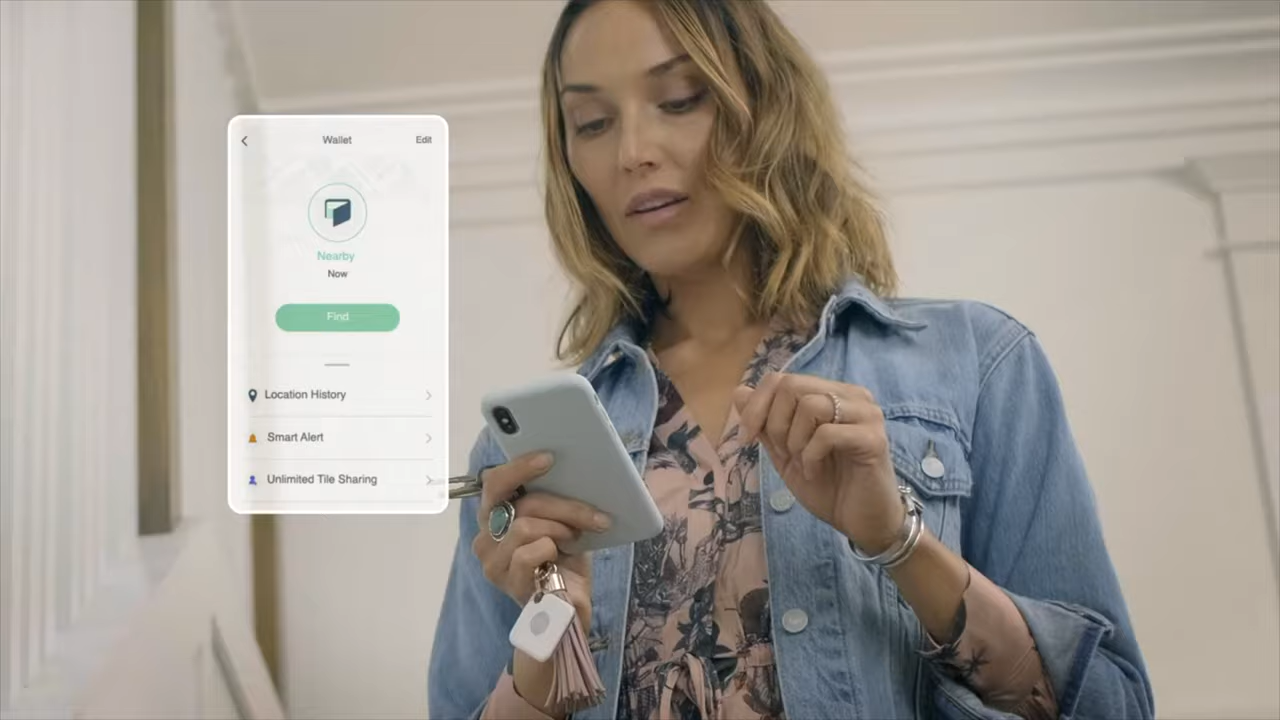 Wallet Edit
Nearby
Now
Find
Location History
Smart Alert
Unlimited Tile Sharing